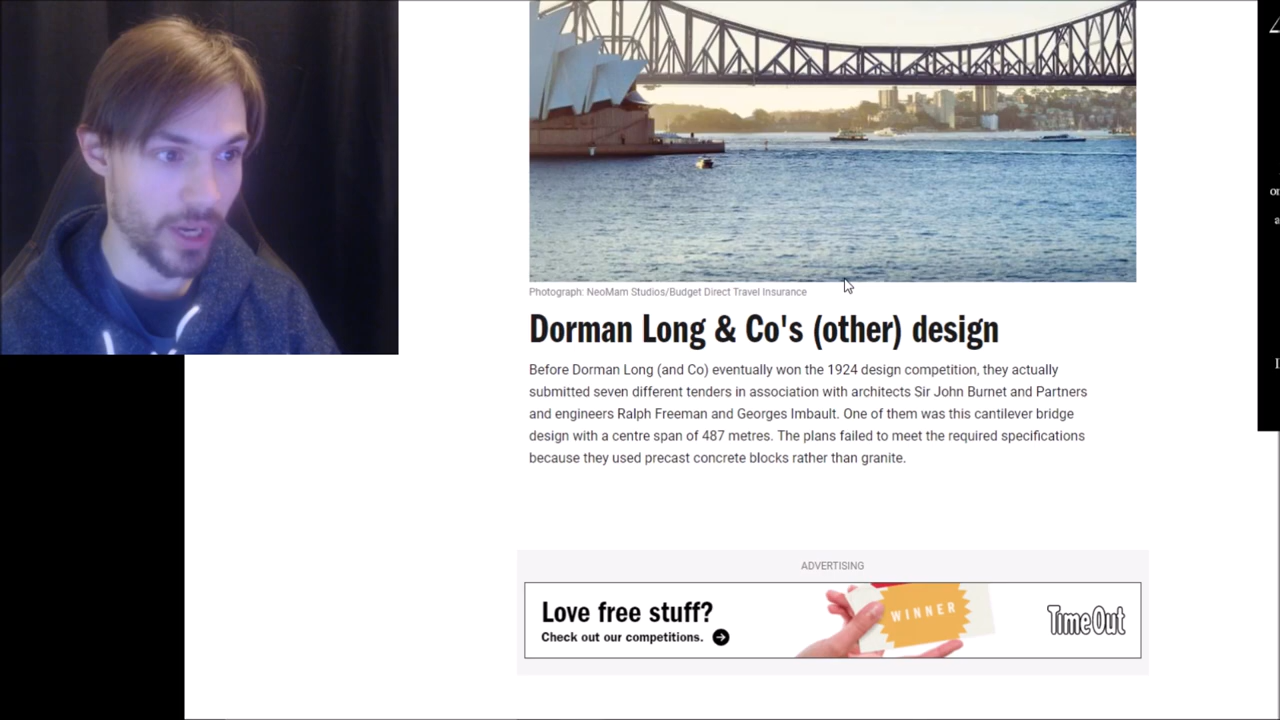 Photograph: NeoMam Studios/Budget Direct Travel Insurance
Dorman Long & Co's (other) design
Before Dorman Long (and Co) eventually won the 1924 design competition, they actually
submitted seven different tenders in association with architects Sir John Burnet and Partners
and engineers Ralph Freeman and Georges Imbault. One of them was this cantilever bridge
design with a centre span of 487 metres. The plans failed to meet the required specifications
because they used precast concrete blocks rather than granite.
ADVERTISING
Love free stuff?
Check out our competitions.
WINNER
TimeOut